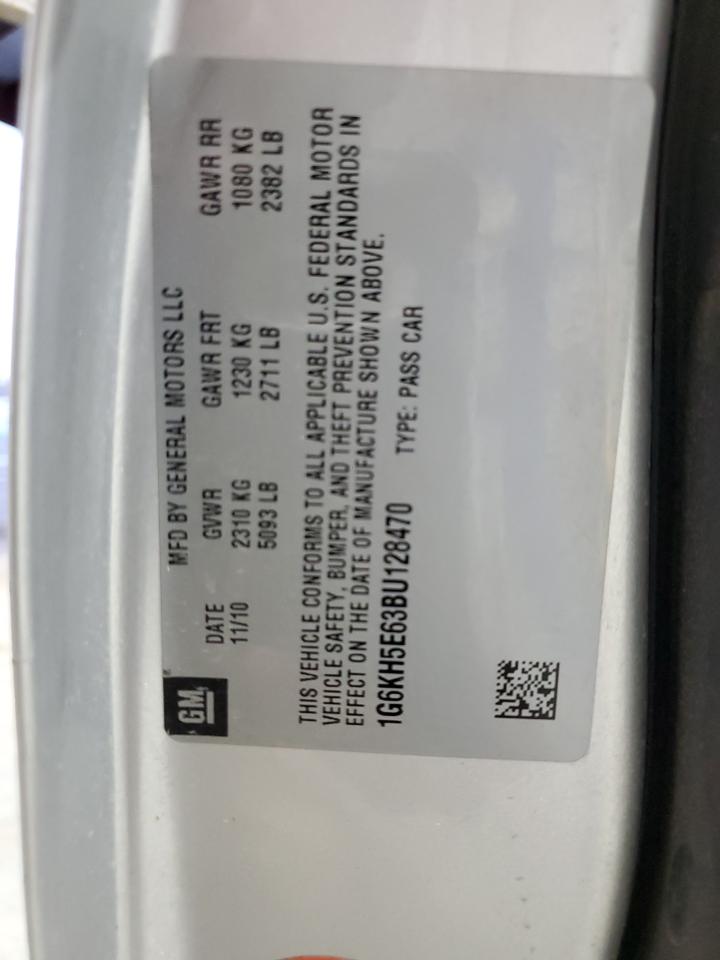 GM
MFD BY GENERAL MOTORS LLC
DATE GVWR GAWR FRT GAWR RR
11/10 2310 KG 1230 KG 1080 KG
5093 LB 2711 LB 2382 LB
THIS VEHICLE CONFORMS TO ALL APPLICABLE U.S. FEDERAL MOTOR
VEHICLE SAFETY, BUMPER, AND THEFT PREVENTION STANDARDS IN
EFFECT ON THE DATE OF MANUFACTURE SHOWN ABOVE.
1G6KH5E63BU128470 TYPE: PASS CAR